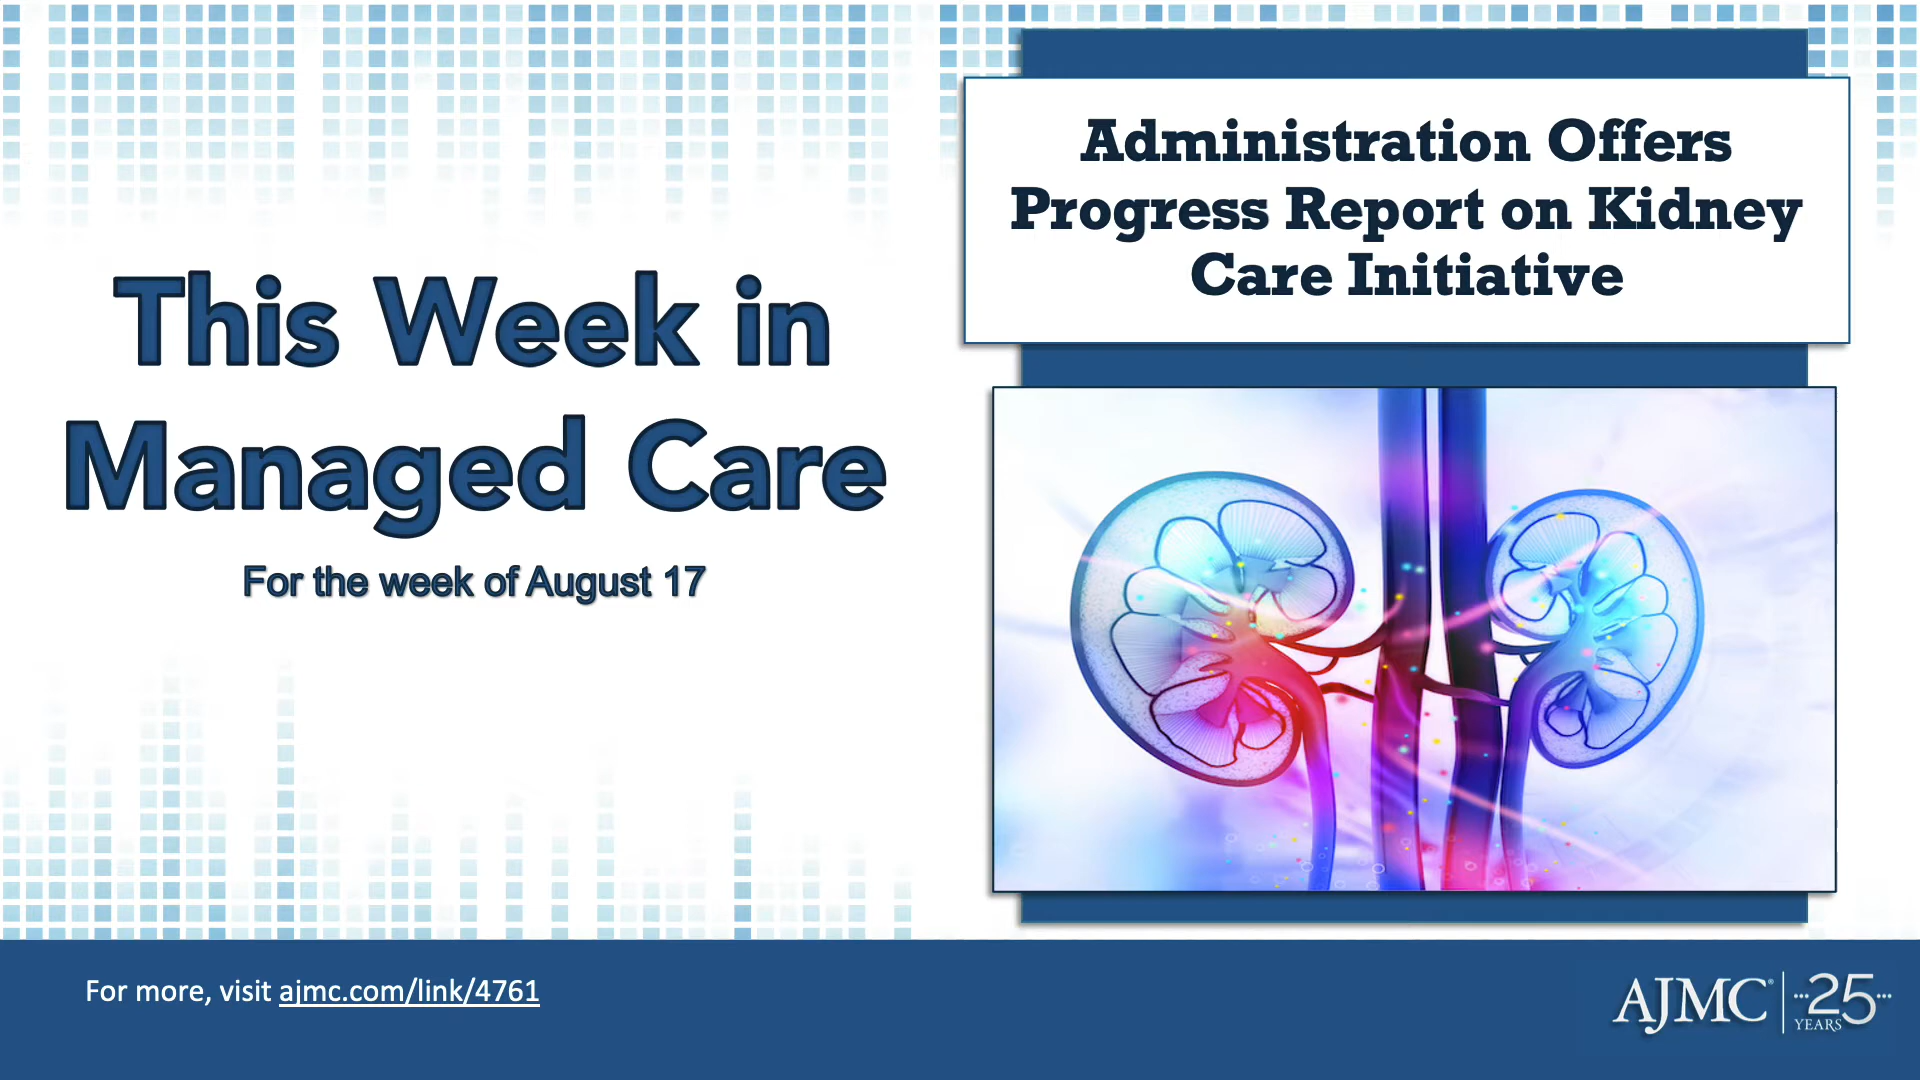 This Week in
Managed Care
For the week of August 17
Administration Offers
Progress Report on Kidney
Care Initiative
For more, visit ajmc.com/link/4761
AJMC® 25
YEARS